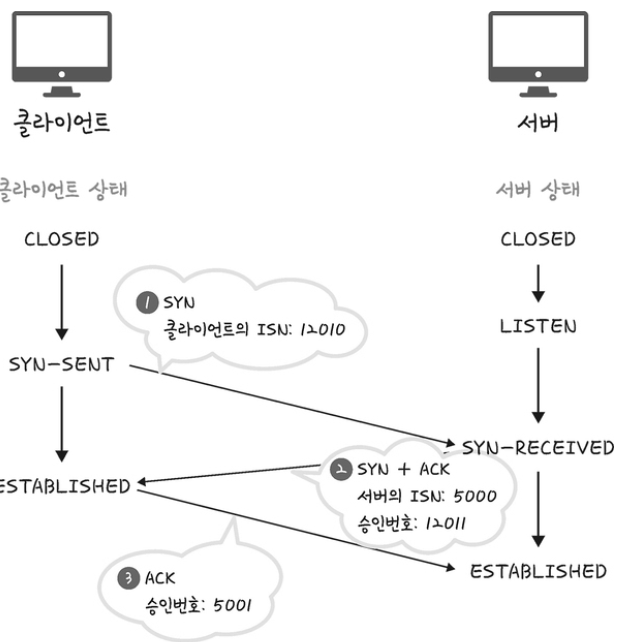 클라이언트
서버
클라이언트 상태
서버 상태
CLOSED
CLOSED
1 SYN
클라이언트의 ISN: 12010
LISTEN
SYN-SENT
SYN-RECEIVED
2 SYN + ACK
서버의 ISN: 5000
승인번호: 12011
ESTABLISHED
3 ACK
승인번호: 5001
ESTABLISHED